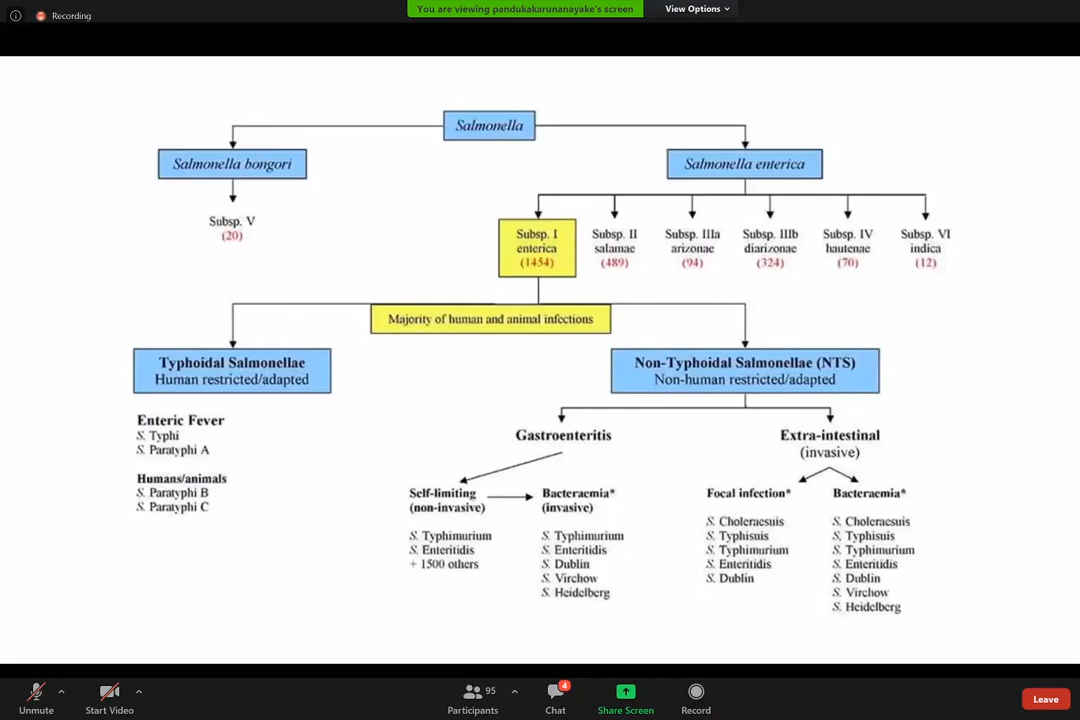 Recording
You are viewing pandukakarunanayake's screen
View Options
Salmonella
Salmonella bongori
Salmonella enterica
Subsp. V
(20)
Subsp. I
enterica
(1454)
Subsp. II
salamae
(489)
Subsp. IIIa
arizonae
(94)
Subsp. IIIb
diarizonae
(324)
Subsp. IV
hautenae
(70)
Subsp. VI
indica
(12)
Majority of human and animal infections
Typhoidal Salmonellae
Human restricted/adapted
Non-Typhoidal Salmonellae (NTS)
Non-human restricted/adapted
Enteric Fever
S. Typhi
S. Paratyphi A
Humans/animals
S. Paratyphi B
S. Paratyphi C
Gastroenteritis
Extra-intestinal
(invasive)
Self-limiting
(non-invasive)
S. Typhimurium
S. Enteritidis
+ 1500 others
Bacteraemia*
(invasive)
S. Typhimurium
S. Enteritidis
S. Dublin
S. Virchow
S. Heidelberg
Focal infection*
S. Choleraesuis
S. Typhisuis
S. Typhimurium
S. Enteritidis
S. Dublin
Bacteraemia*
S. Choleraesuis
S. Typhisuis
S. Typhimurium
S. Enteritidis
S. Dublin
S. Virchow
S. Heidelberg
Unmute
Start Video
95
Participants
4
Chat
Share Screen
Record
Leave